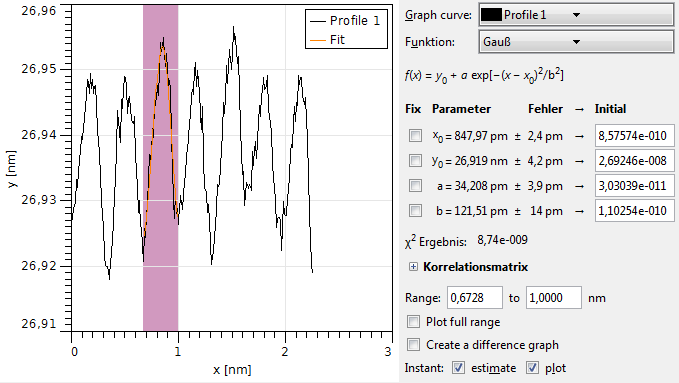 26,96
26,95
26,94
26,93
26,92
26,91
y [nm]
0 1 2 3
x [nm]
Profile 1
Fit
Graph curve: Profile 1
Funktion: Gauß
f(x) = y₀ + a exp[−(x − x₀)²/b²]
Fix Parameter Fehler → Initial
x₀ = 847,97 pm ± 2,4 pm → 8,57574e-010
y₀ = 26,919 nm ± 4,2 pm → 2,69246e-008
a = 34,208 pm ± 3,9 pm → 3,03039e-011
b = 121,51 pm ± 14 pm → 1,10254e-010
χ² Ergebnis: 8,74e-009
Korrelationsmatrix
Range: 0,6728 to 1,0000 nm
Plot full range
Create a difference graph
Instant: estimate plot